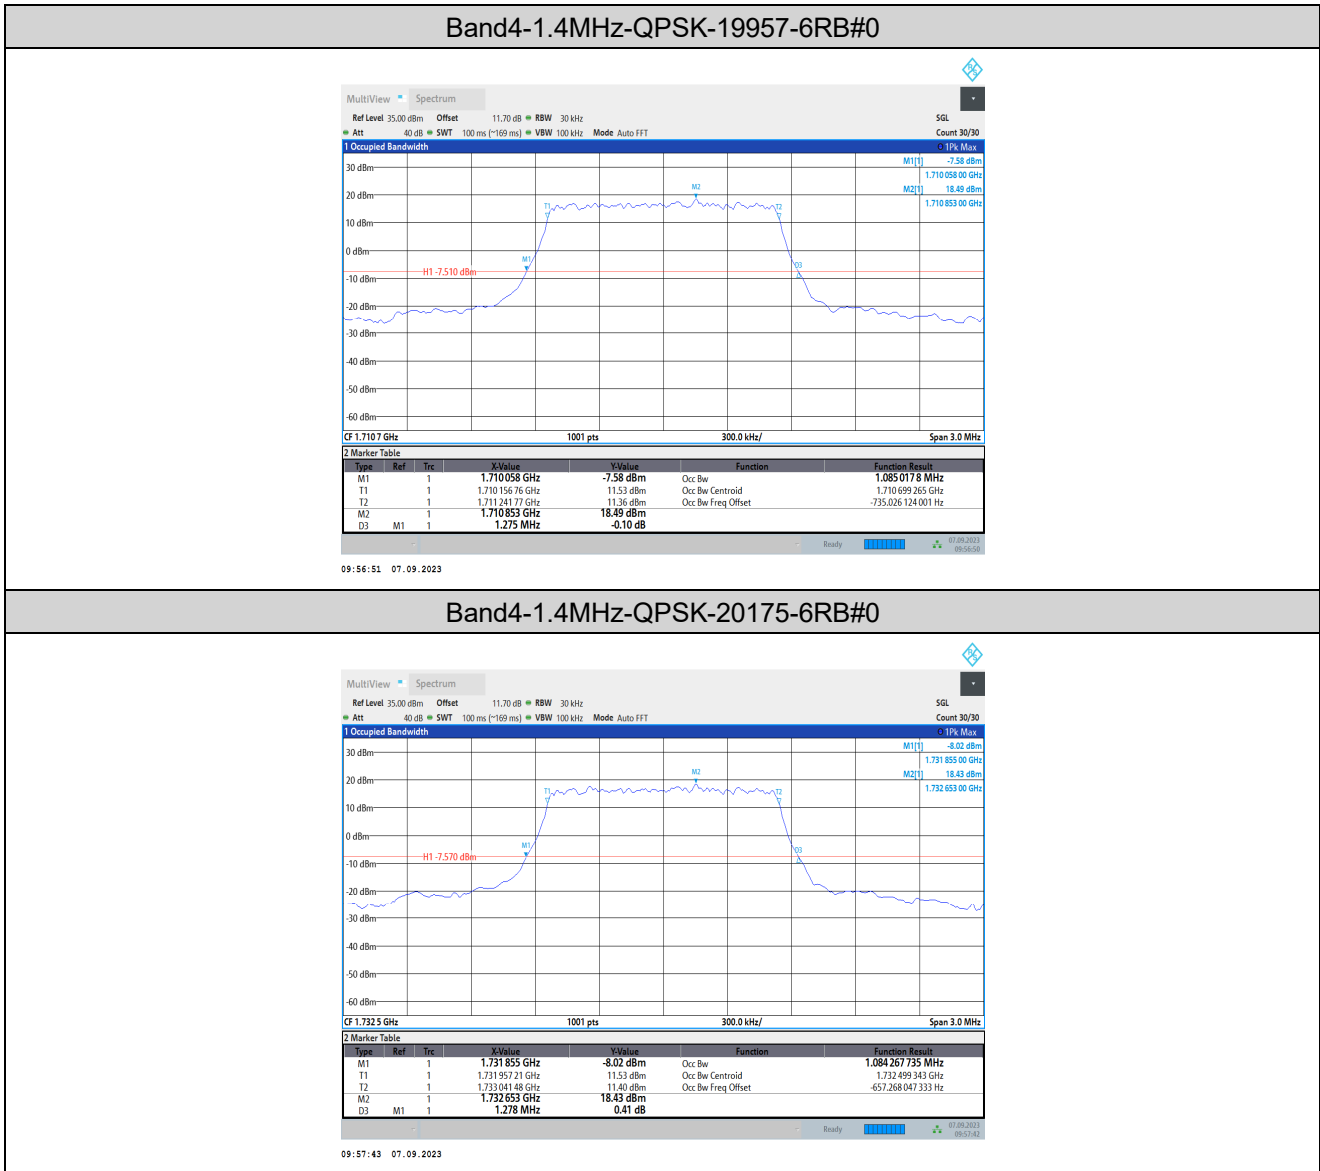 Band4-1.4MHz-QPSK-19957-6RB#0
R S
MultiView Spectrum
Ref Level 35.00 dBm Offset 11.70 dB RBW 30 kHz SGL
Att 40 dB SWT 100 ms (~169 ms) VBW 100 kHz Mode Auto FFT Count 30/30
1 Occupied Bandwidth 1Pk Max
M1[1] -7.58 dBm
30 dBm
1.710 058 00 GHz
M2 M2[1] 18.49 dBm
20 dBm
1.710 853 00 GHz
T1 T2
10 dBm
0 dBm
M1 D3
H1 -7.510 dBm
-10 dBm
-20 dBm
-30 dBm
-40 dBm
-50 dBm
-60 dBm
CF 1.710 7 GHz 1001 pts 300.0 kHz/ Span 3.0 MHz
2 Marker Table
Type Ref Trc X-Value Y-Value Function Function Result
M1 1 1.710 058 GHz -7.58 dBm Occ Bw 1.085 017 8 MHz
T1 1 1.710 156 76 GHz 11.53 dBm Occ Bw Centroid 1.710 699 265 GHz
T2 1 1.711 241 77 GHz 11.36 dBm Occ Bw Freq Offset -735.026 124 001 Hz
M2 1 1.710 853 GHz 18.49 dBm
D3 M1 1 1.275 MHz -0.10 dB
Ready 07.09.2023
09:56:50
09:56:51 07.09.2023
Band4-1.4MHz-QPSK-20175-6RB#0
R S
MultiView Spectrum
Ref Level 35.00 dBm Offset 11.70 dB RBW 30 kHz SGL
Att 40 dB SWT 100 ms (~169 ms) VBW 100 kHz Mode Auto FFT Count 30/30
1 Occupied Bandwidth 1Pk Max
M1[1] -8.02 dBm
30 dBm
1.731 855 00 GHz
M2 M2[1] 18.43 dBm
20 dBm
1.732 653 00 GHz
T1 T2
10 dBm
0 dBm
M1 D3
H1 -7.570 dBm
-10 dBm
-20 dBm
-30 dBm
-40 dBm
-50 dBm
-60 dBm
CF 1.732 5 GHz 1001 pts 300.0 kHz/ Span 3.0 MHz
2 Marker Table
Type Ref Trc X-Value Y-Value Function Function Result
M1 1 1.731 855 GHz -8.02 dBm Occ Bw 1.084 267 735 MHz
T1 1 1.731 957 21 GHz 11.53 dBm Occ Bw Centroid 1.732 499 343 GHz
T2 1 1.733 041 48 GHz 11.40 dBm Occ Bw Freq Offset -657.268 047 333 Hz
M2 1 1.732 653 GHz 18.43 dBm
D3 M1 1 1.278 MHz 0.41 dB
Ready 07.09.2023
09:57:42
09:57:43 07.09.2023